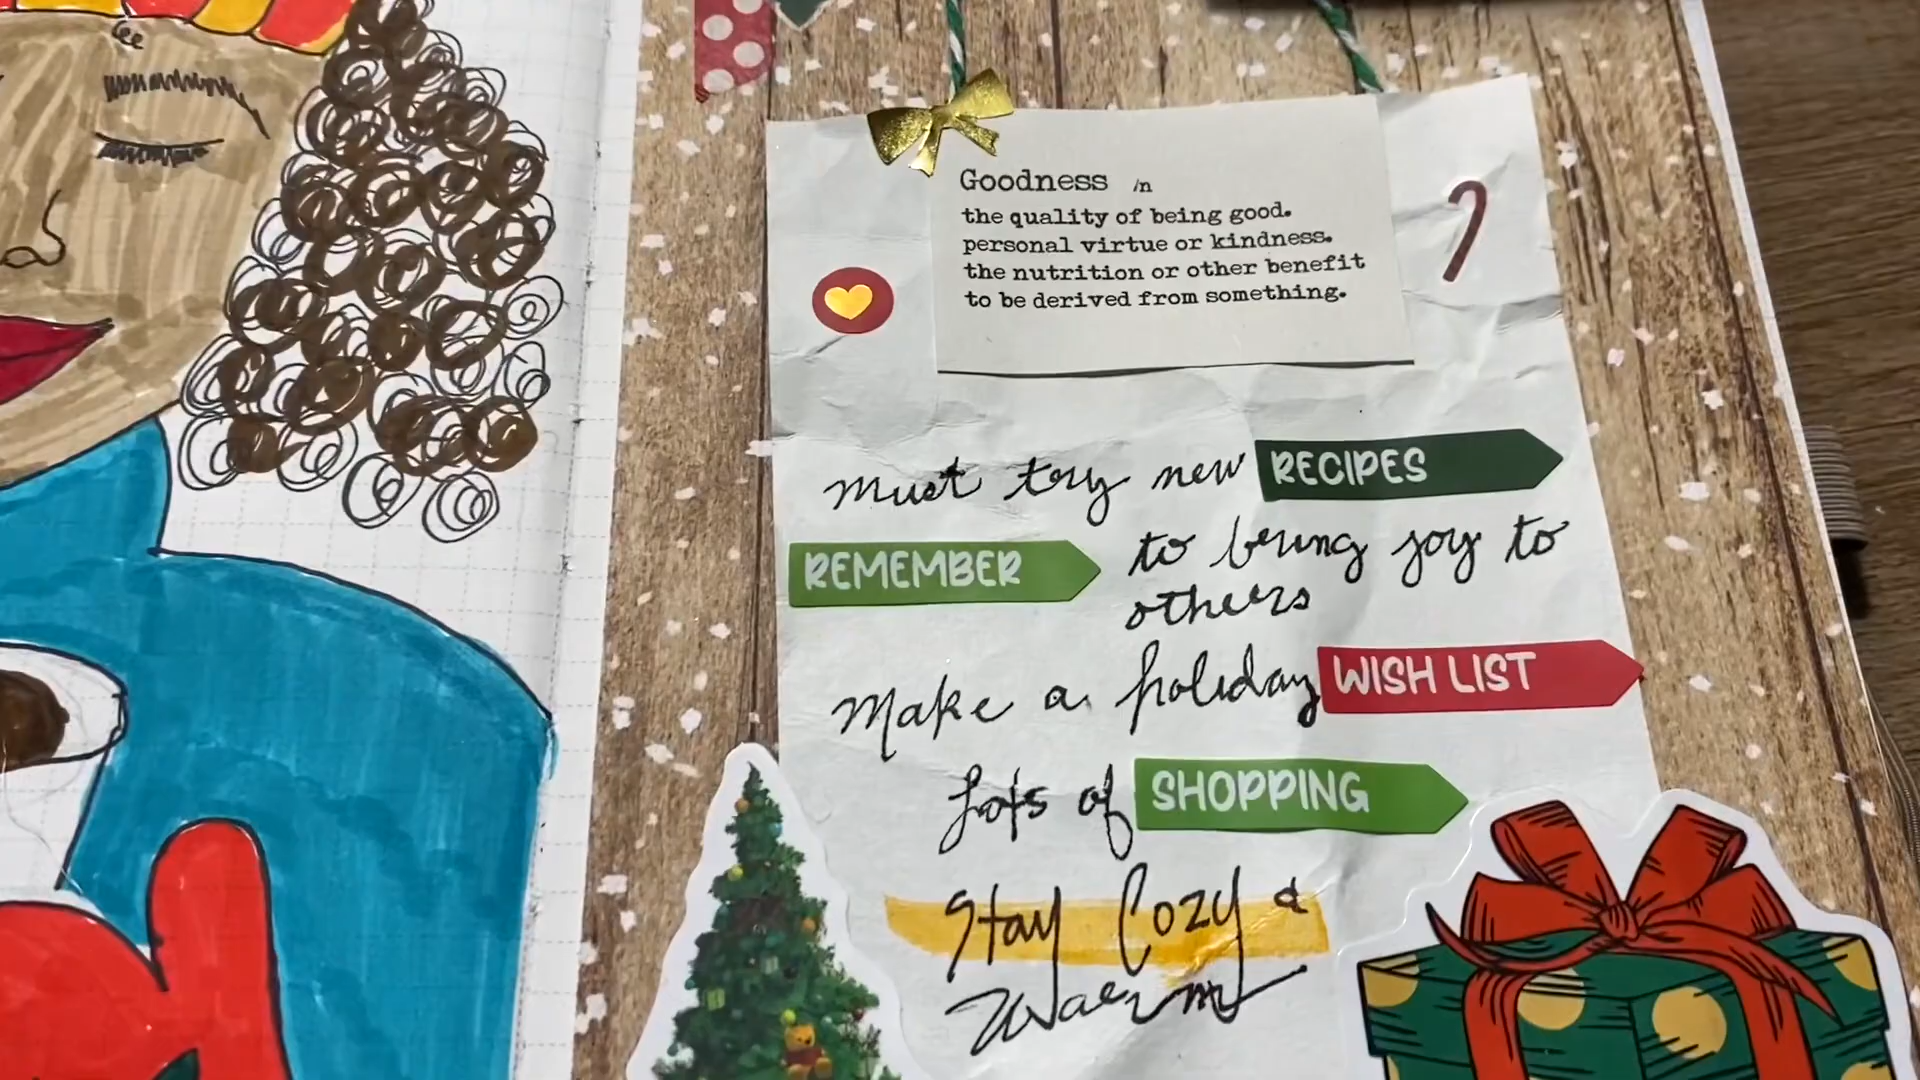 Goodness /n
the quality of being good.
personal virtue or kindness.
the nutrition or other benefit
to be derived from something.
Must try new RECIPES
REMEMBER to bring joy to
others
Make a holiday WISH LIST
Lots of SHOPPING
Stay Cozy &
Warm